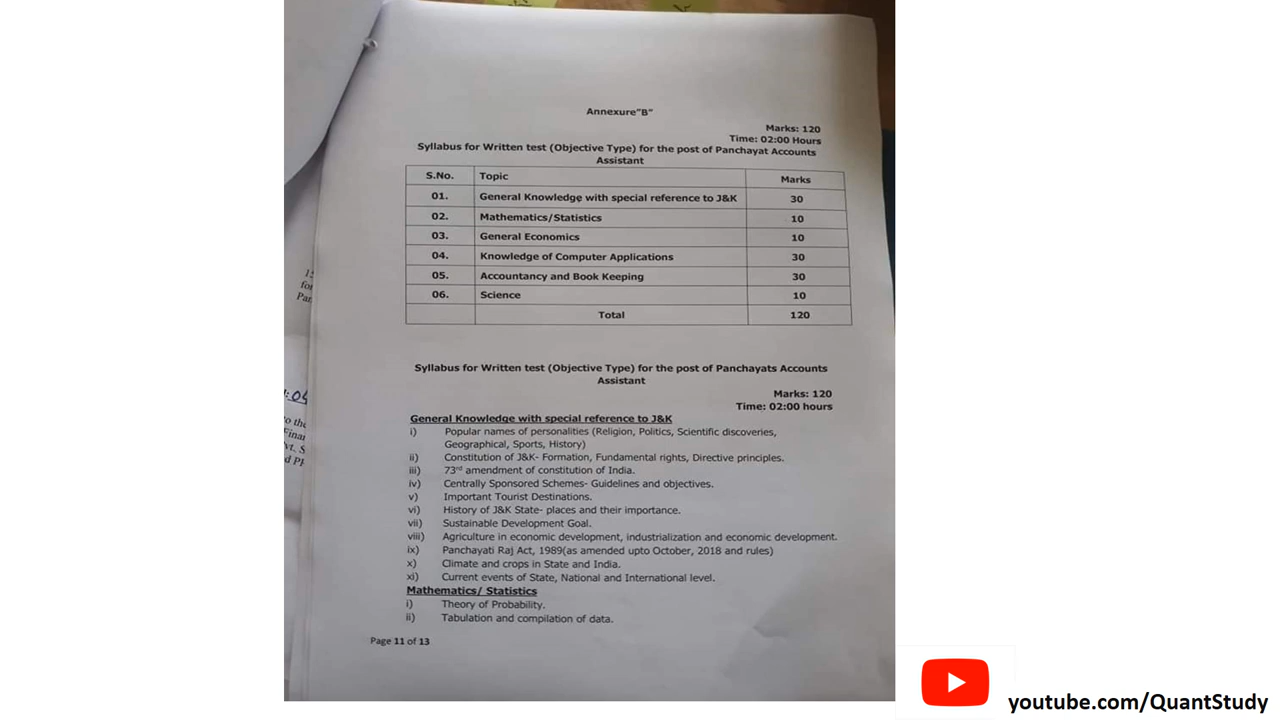 Annexure"B"
Marks: 120
Time: 02:00 Hours
Syllabus for Written test (Objective Type) for the post of Panchayat Accounts
Assistant
S.No. Topic Marks
01. General Knowledge with special reference to J&K 30
02. Mathematics/Statistics 10
03. General Economics 10
04. Knowledge of Computer Applications 30
05. Accountancy and Book Keeping 30
06. Science 10
Total 120
Syllabus for Written test (Objective Type) for the post of Panchayats Accounts
Assistant
Marks: 120
Time: 02:00 hours
General Knowledge with special reference to J&K
i) Popular names of personalities (Religion, Politics, Scientific discoveries,
Geographical, Sports, History)
ii) Constitution of J&K- Formation, Fundamental rights, Directive principles.
iii) 73rd amendment of constitution of India.
iv) Centrally Sponsored Schemes- Guidelines and objectives.
v) Important Tourist Destinations.
vi) History of J&K State- places and their importance.
vii) Sustainable Development Goal.
viii) Agriculture in economic development, industrialization and economic development.
ix) Panchayati Raj Act, 1989(as amended upto October, 2018 and rules)
x) Climate and crops in State and India.
xi) Current events of State, National and International level.
Mathematics/ Statistics
i) Theory of Probability.
ii) Tabulation and compilation of data.
Page 11 of 13
youtube.com/QuantStudy